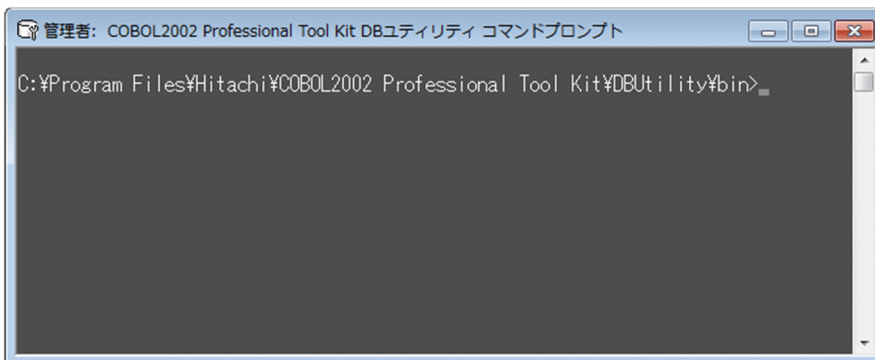 管理者: COBOL2002 Professional Tool Kit DBユティリティ コマンドプロンプト
C:¥Program Files¥Hitachi¥COBOL2002 Professional Tool Kit¥DBUtility¥bin>_